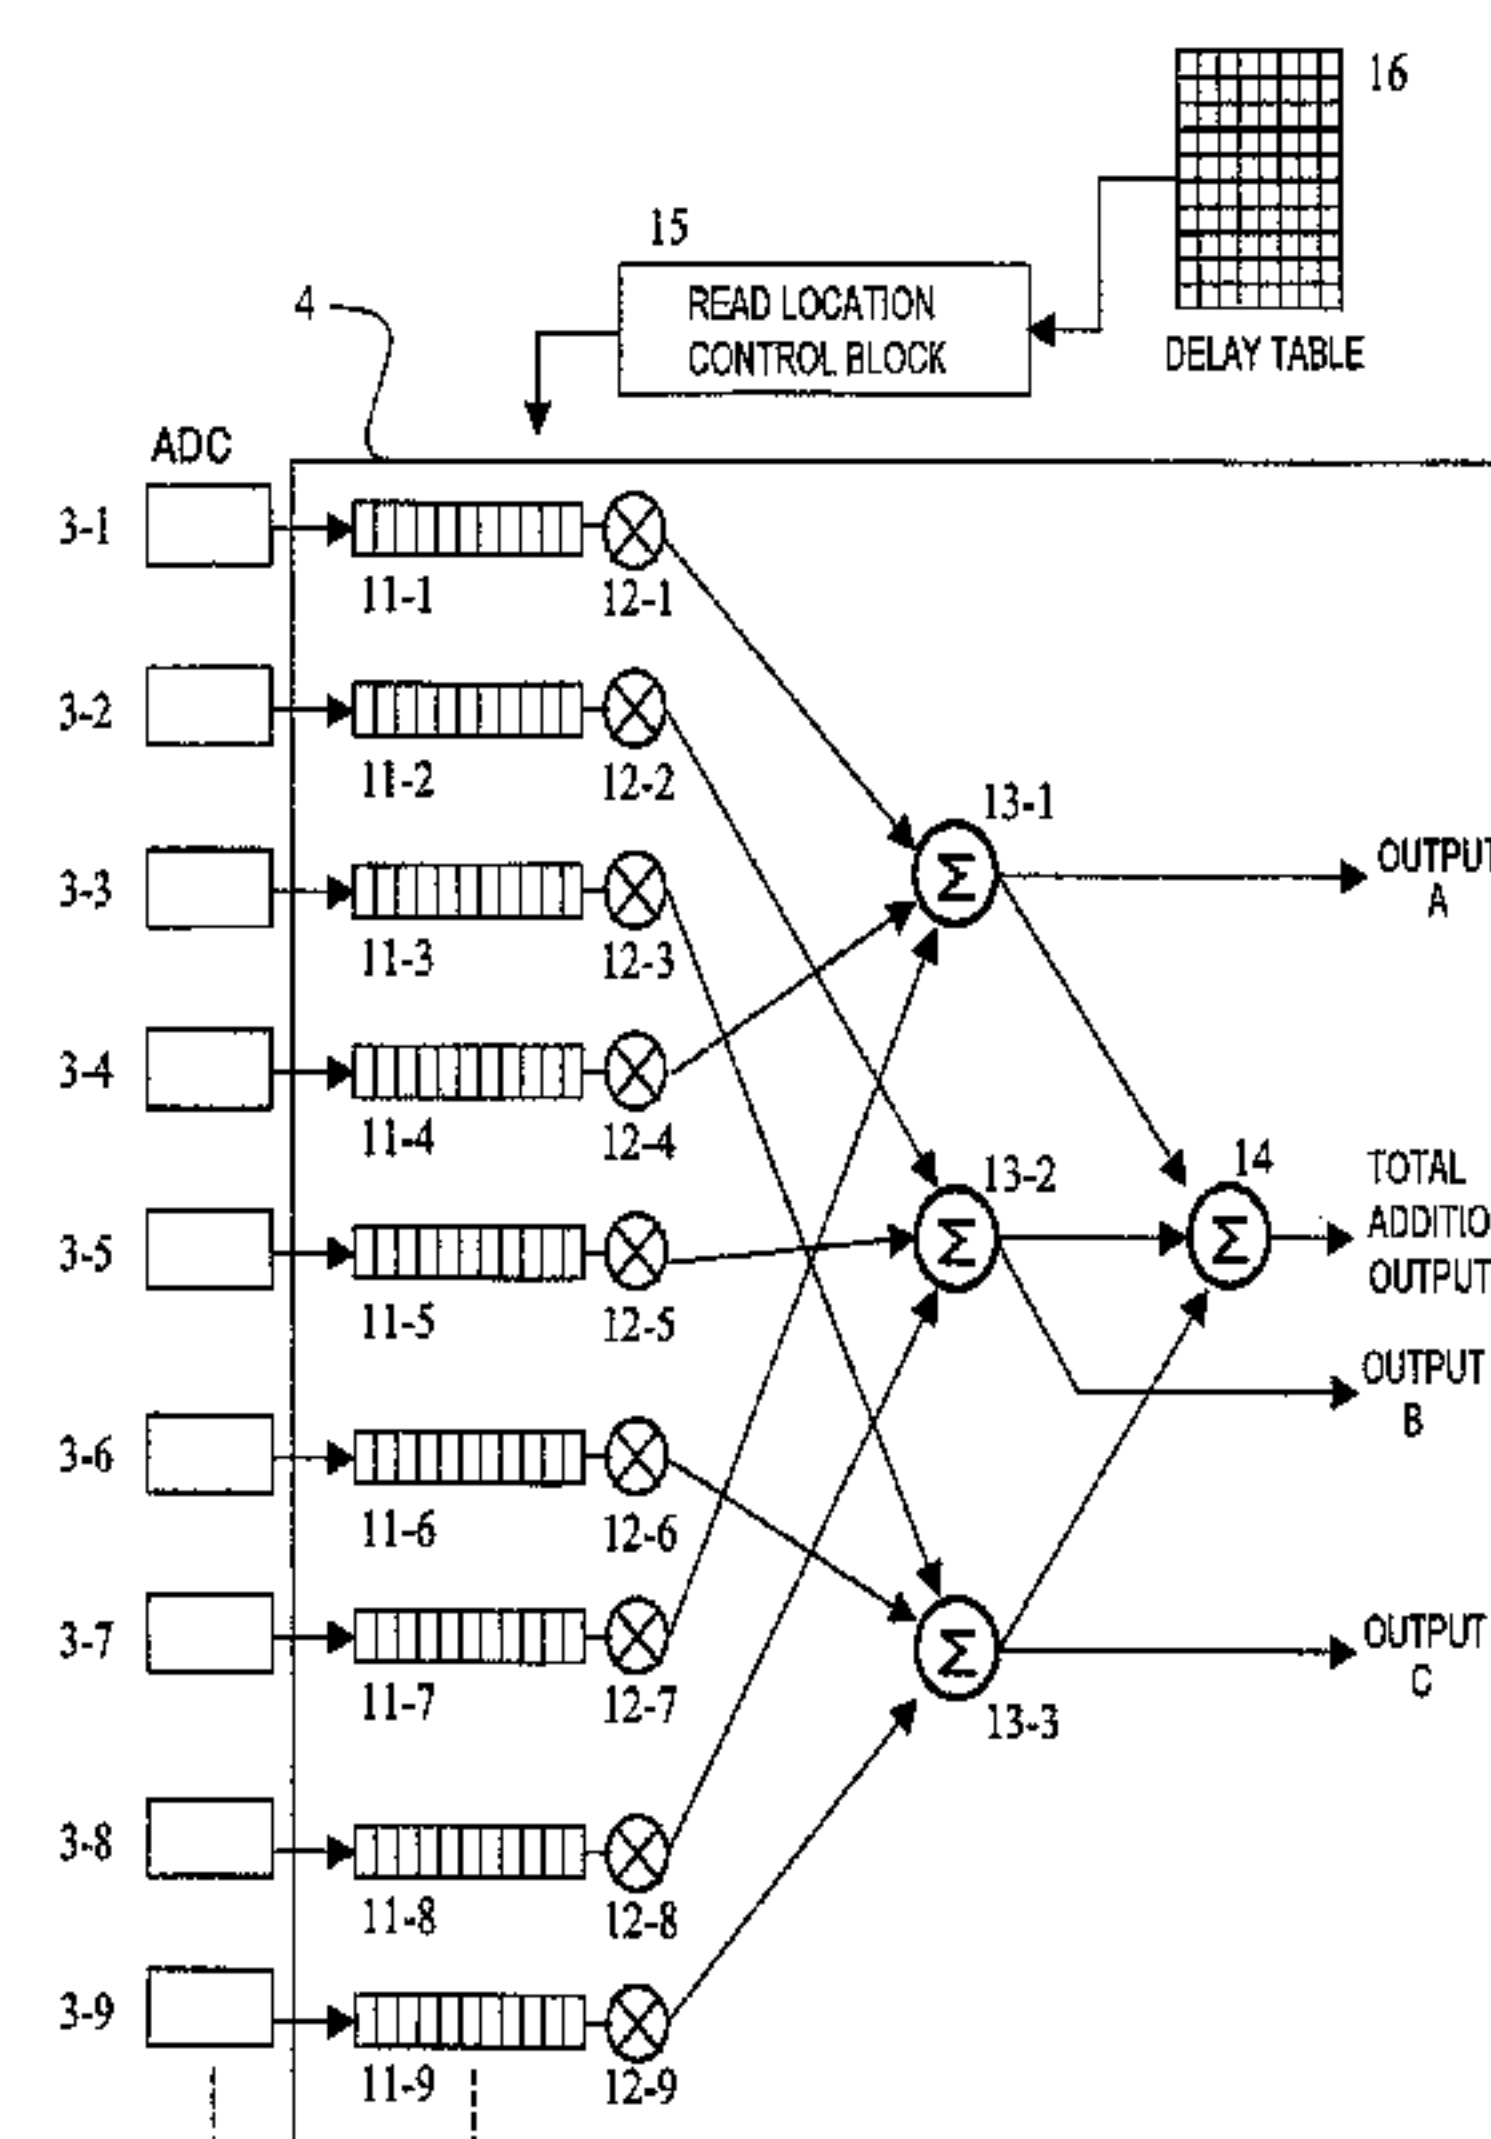 16
15
READ LOCATION
CONTROL BLOCK
DELAY TABLE
4
ADC
3-1
11-1
12-1
3-2
11-2
12-2
13-1
3-3
OUTPUT
A
11-3
12-3
3-4
11-4
12-4
13-2
14
TOTAL
ADDITIO
OUTPUT
3-5
11-5
12-5
OUTPUT
B
3-6
11-6
12-6
3-7
OUTPUT
C
11-7
12-7
13-3
3-8
11-8
12-8
3-9
11-9
12-9
Σ
Σ
Σ
Σ